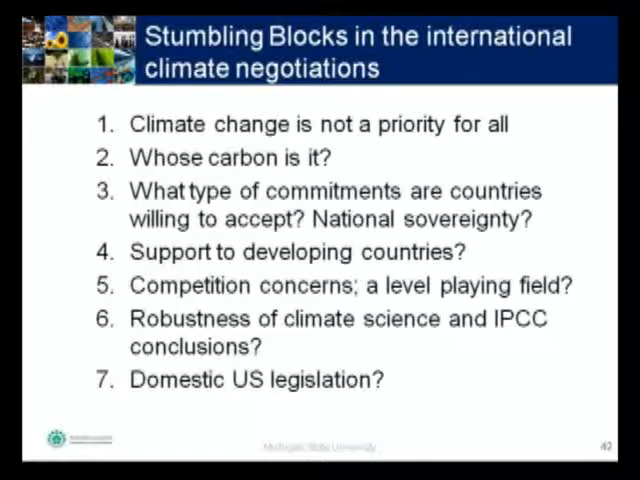 Stumbling Blocks in the international
climate negotiations
1. Climate change is not a priority for all
2. Whose carbon is it?
3. What type of commitments are countries
willing to accept? National sovereignty?
4. Support to developing countries?
5. Competition concerns; a level playing field?
6. Robustness of climate science and IPCC
conclusions?
7. Domestic US legislation?
Michigan State University
42